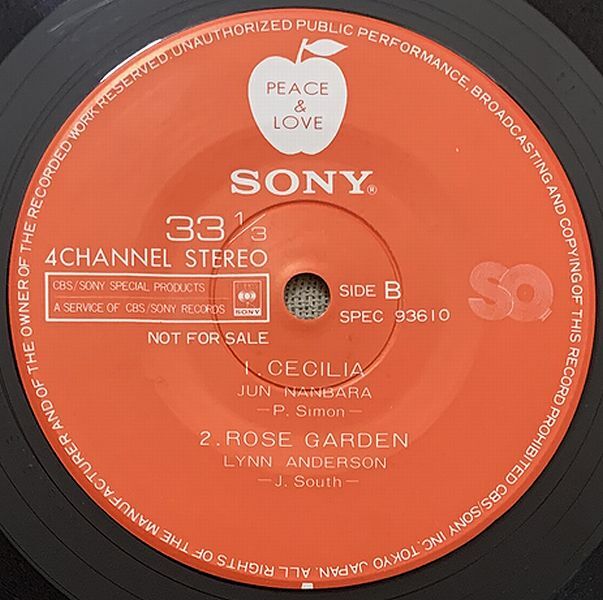 PEACE
&
LOVE
SONY®
33 1/3
4CHANNEL STEREO
CBS/SONY SPECIAL PRODUCTS
A SERVICE OF CBS/SONY RECORDS
SONY
NOT FOR SALE
SIDE B
SPEC 93610
SQ
1. CECILIA
JUN NANBARA
—P. Simon—
2. ROSE GARDEN
LYNN ANDERSON
—J. South—
ALL RIGHTS OF THE MANUFACTURER AND OF THE OWNER OF THE RECORDED WORK RESERVED. UNAUTHORIZED PUBLIC PERFORMANCE, BROADCASTING AND COPYING OF THIS RECORD PROHIBITED CBS/SONY INC. TOKYO JAPAN.